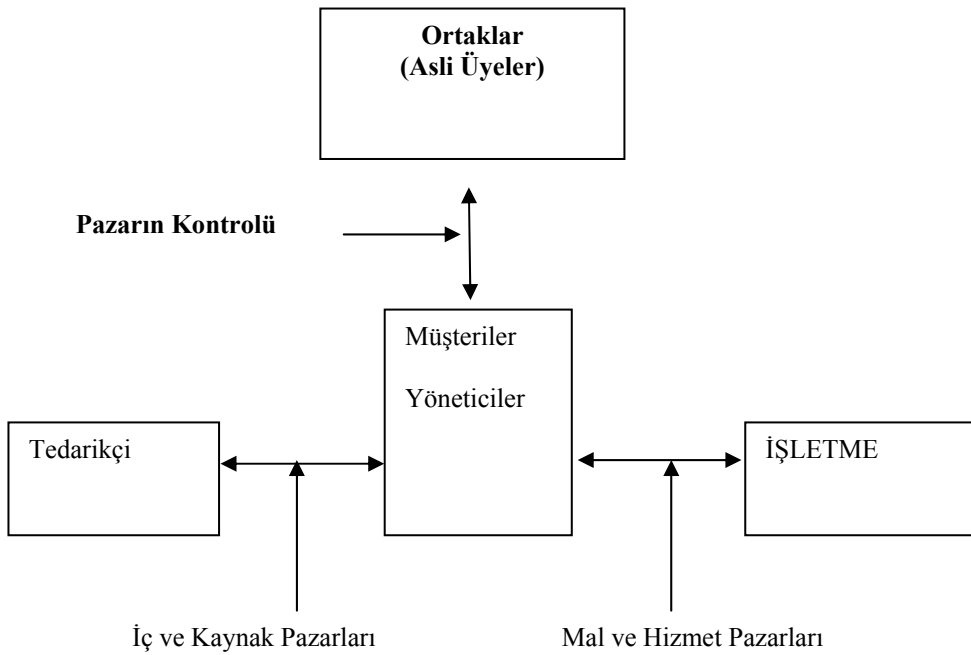 Ortaklar
(Asli Üyeler)
Pazarın Kontrolü
Müşteriler
Yöneticiler
Tedarikçi
İŞLETME
İç ve Kaynak Pazarları
Mal ve Hizmet Pazarları